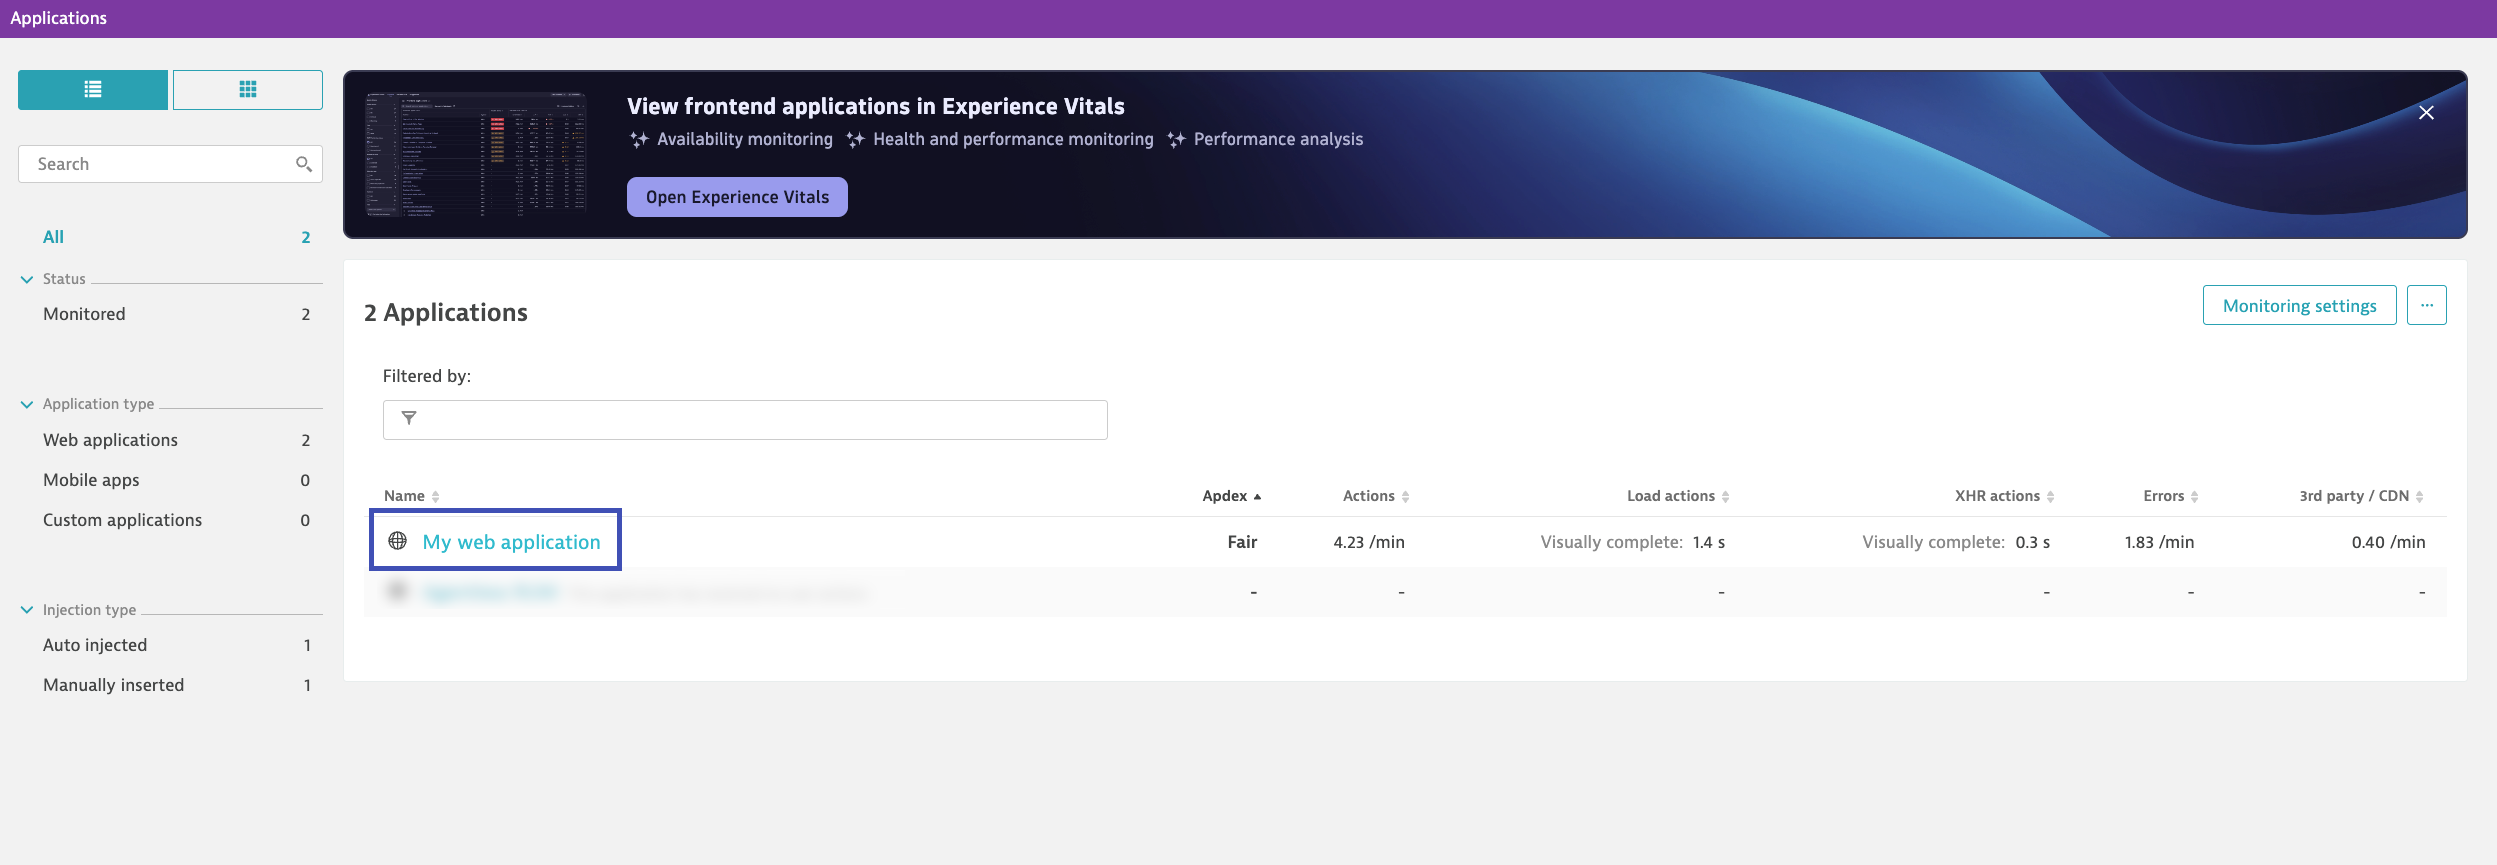 Applications
Search
All 2
Status
Monitored 2
Application type
Web applications 2
Mobile apps 0
Custom applications 0
Injection type
Auto injected 1
Manually inserted 1
View frontend applications in Experience Vitals
Availability monitoring Health and performance monitoring Performance analysis
Open Experience Vitals
2 Applications
Monitoring settings ...
Filtered by:
Name Apdex Actions Load actions XHR actions Errors 3rd party / CDN
My web application Fair 4.23 /min Visually complete: 1.4 s Visually complete: 0.3 s 1.83 /min 0.40 /min
- - - - - -